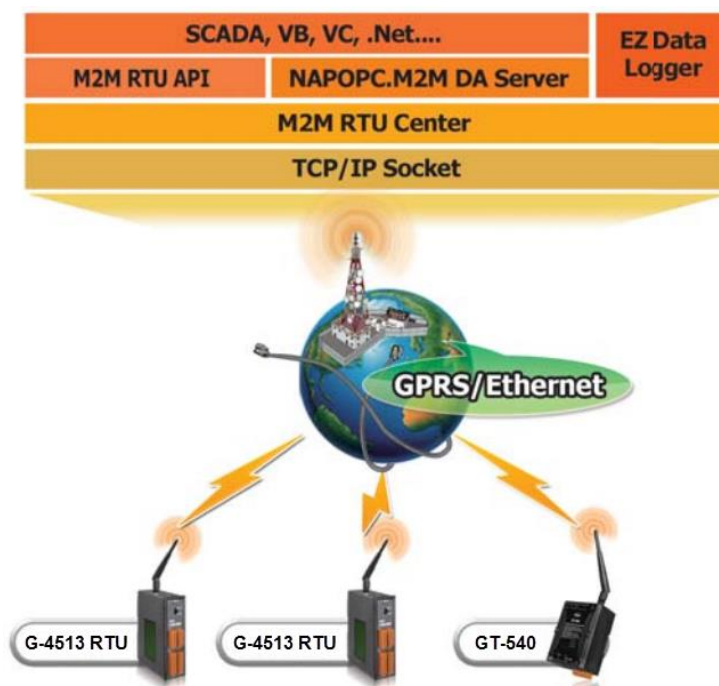 SCADA, VB, VC, .Net....
EZ Data
Logger
M2M RTU API
NAPOPC.M2M DA Server
M2M RTU Center
TCP/IP Socket
GPRS/Ethernet
G-4513 RTU
G-4513 RTU
GT-540